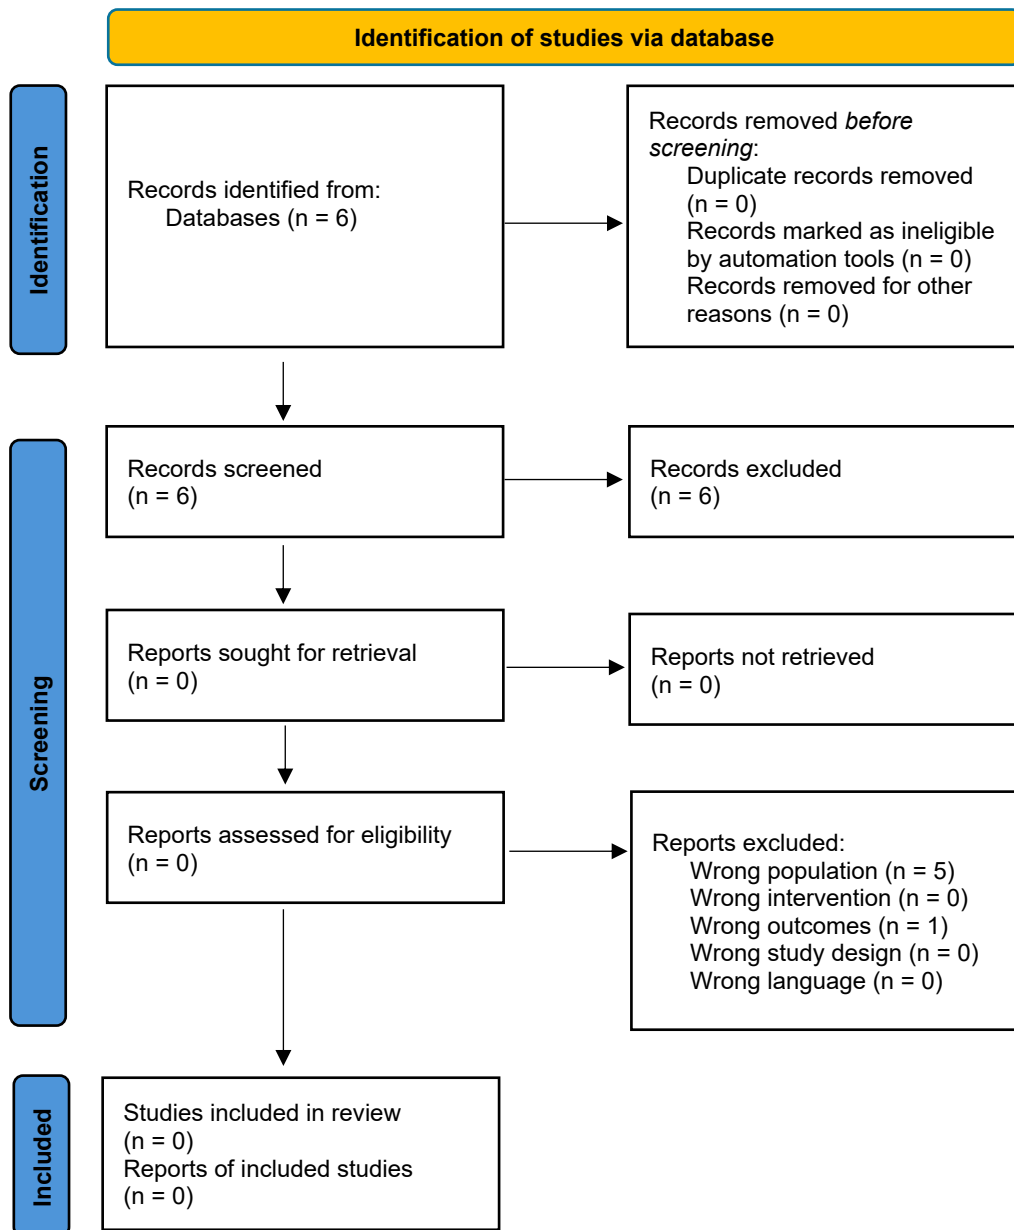 Identification of studies via database
Identification
Records identified from:
Databases (n = 6)
Records removed before
screening:
Duplicate records removed
(n = 0)
Records marked as ineligible
by automation tools (n = 0)
Records removed for other
reasons (n = 0)
Screening
Records screened
(n = 6)
Records excluded
(n = 6)
Reports sought for retrieval
(n = 0)
Reports not retrieved
(n = 0)
Reports assessed for eligibility
(n = 0)
Reports excluded:
Wrong population (n = 5)
Wrong intervention (n = 0)
Wrong outcomes (n = 1)
Wrong study design (n = 0)
Wrong language (n = 0)
Included
Studies included in review
(n = 0)
Reports of included studies
(n = 0)